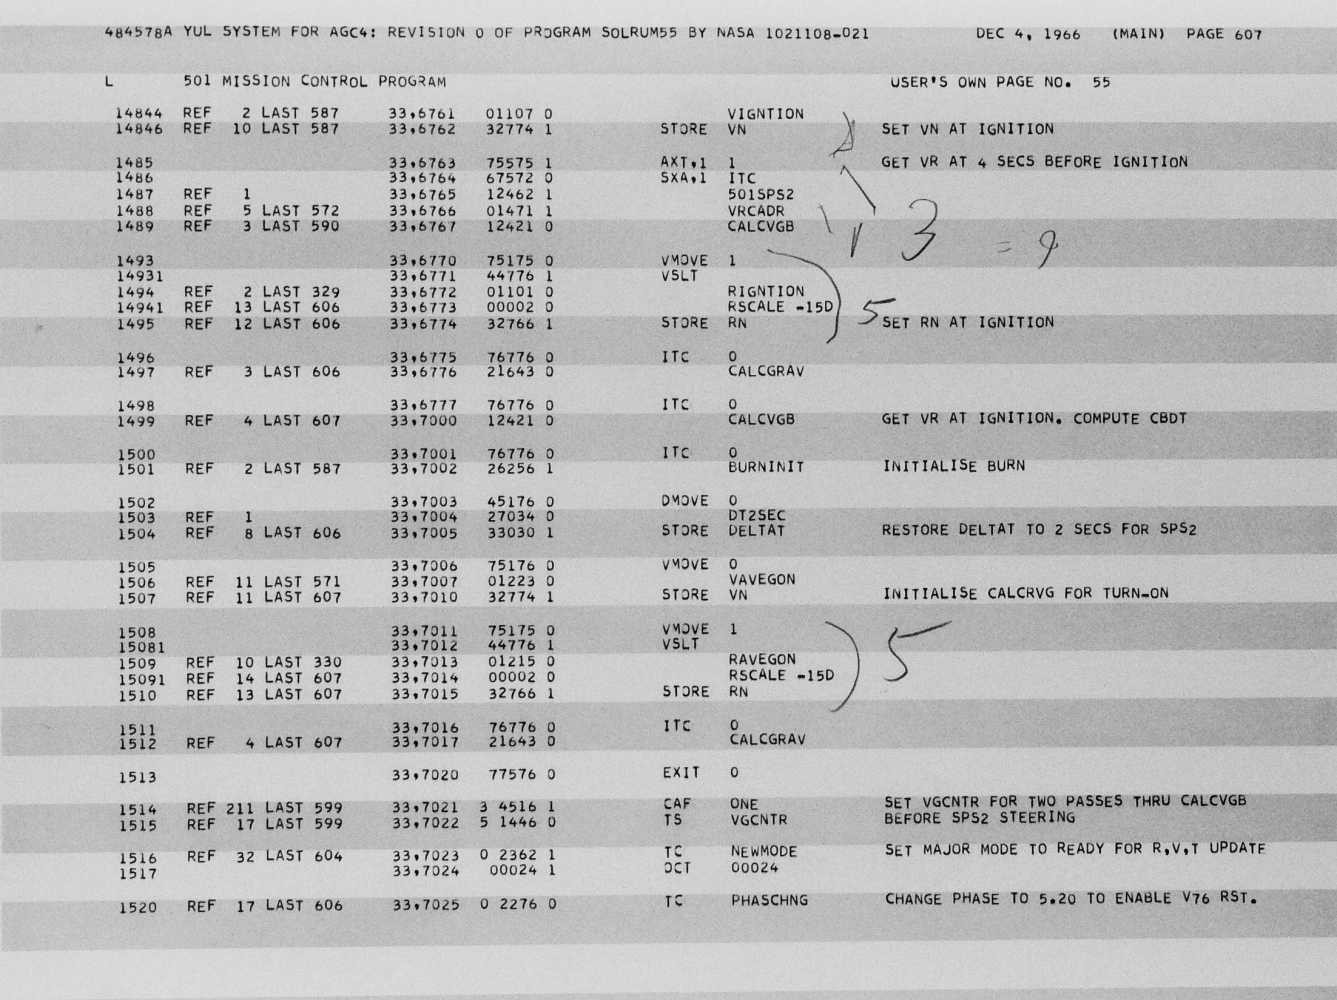 484578A YUL SYSTEM FOR AGC4: REVISION 0 OF PROGRAM SOLRUM55 BY NASA 1021108-021 DEC 4, 1966 (MAIN) PAGE 607
L 501 MISSION CONTROL PROGRAM USER'S OWN PAGE NO. 55
14844 REF 2 LAST 587 33,6761 01107 0 VIGNTION
14846 REF 10 LAST 587 33,6762 32774 1 STORE VN SET VN AT IGNITION
1485 33,6763 75575 1 AXT,1 1 GET VR AT 4 SECS BEFORE IGNITION
1486 33,6764 67572 0 SXA,1 ITC
1487 REF 1 33,6765 12462 1 501SPS2
1488 REF 5 LAST 572 33,6766 01471 1 VRCADR
1489 REF 3 LAST 590 33,6767 12421 0 CALCVGB
3 = 9
1493 33,6770 75175 0 VMOVE 1
14931 33,6771 44776 1 VSLT
1494 REF 2 LAST 329 33,6772 01101 0 RIGNTION
14941 REF 13 LAST 606 33,6773 00002 0 RSCALE -15D
5
1495 REF 12 LAST 606 33,6774 32766 1 STORE RN SET RN AT IGNITION
1496 33,6775 76776 0 ITC 0
1497 REF 3 LAST 606 33,6776 21643 0 CALCGRAV
1498 33,6777 76776 0 ITC 0
1499 REF 4 LAST 607 33,7000 12421 0 CALCVGB GET VR AT IGNITION. COMPUTE CBDT
1500 33,7001 76776 0 ITC 0
1501 REF 2 LAST 587 33,7002 26256 1 BURNINIT INITIALISE BURN
1502 33,7003 45176 0 DMOVE 0
1503 REF 1 33,7004 27034 0 DT2SEC
1504 REF 8 LAST 606 33,7005 33030 1 STORE DELTAT RESTORE DELTAT TO 2 SECS FOR SPS2
1505 33,7006 75176 0 VMOVE 0
1506 REF 11 LAST 571 33,7007 01223 0 VAVEGON
1507 REF 11 LAST 607 33,7010 32774 1 STORE VN INITIALISE CALCRVG FOR TURN-ON
1508 33,7011 75175 0 VMOVE 1
15081 33,7012 44776 1 VSLT
5
1509 REF 10 LAST 330 33,7013 01215 0 RAVEGON
15091 REF 14 LAST 607 33,7014 00002 0 RSCALE -15D
1510 REF 13 LAST 607 33,7015 32766 1 STORE RN
1511 33,7016 76776 0 ITC 0
1512 REF 4 LAST 607 33,7017 21643 0 CALCGRAV
1513 33,7020 77576 0 EXIT 0
1514 REF 211 LAST 599 33,7021 3 4516 1 CAF ONE SET VGCNTR FOR TWO PASSES THRU CALCVGB
1515 REF 17 LAST 599 33,7022 5 1446 0 TS VGCNTR BEFORE SPS2 STEERING
1516 REF 32 LAST 604 33,7023 0 2362 1 TC NEWMODE SET MAJOR MODE TO READY FOR R,V,T UPDATE
1517 33,7024 00024 1 OCT 00024
1520 REF 17 LAST 606 33,7025 0 2276 0 TC PHASCHNG CHANGE PHASE TO 5.20 TO ENABLE V76 RST.